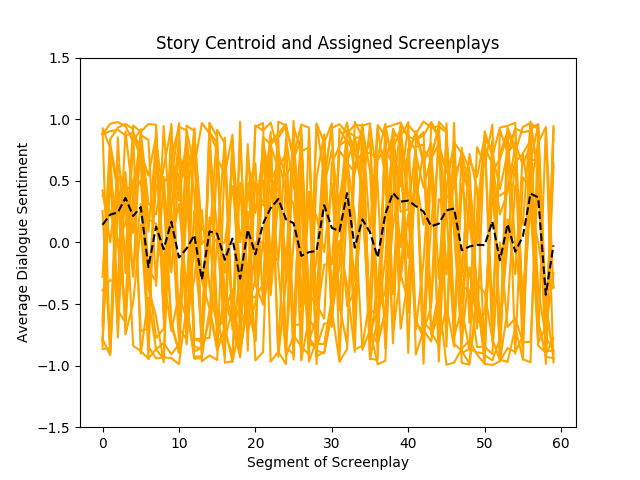 Story Centroid and Assigned Screenplays
1.5
1.0
0.5
0.0
−0.5
−1.0
−1.5
Average Dialogue Sentiment
0 10 20 30 40 50 60
Segment of Screenplay